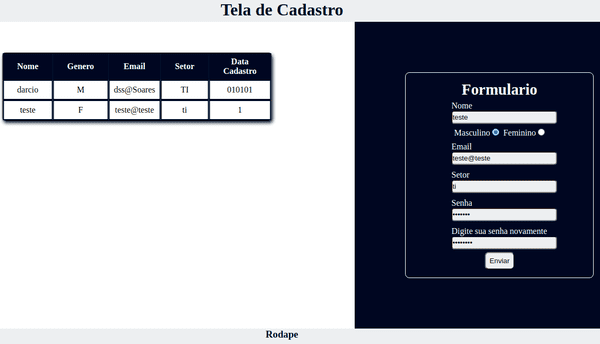 Tela de Cadastro
Nome Genero Email Setor Data Cadastro
darcio M dss@Soares TI 010101
teste F teste@teste ti 1
Formulario
Nome
teste
Masculino Feminino
Email
teste@teste
Setor
ti
Senha
•••••••
Digite sua senha novamente
••••••••
Enviar
Rodape